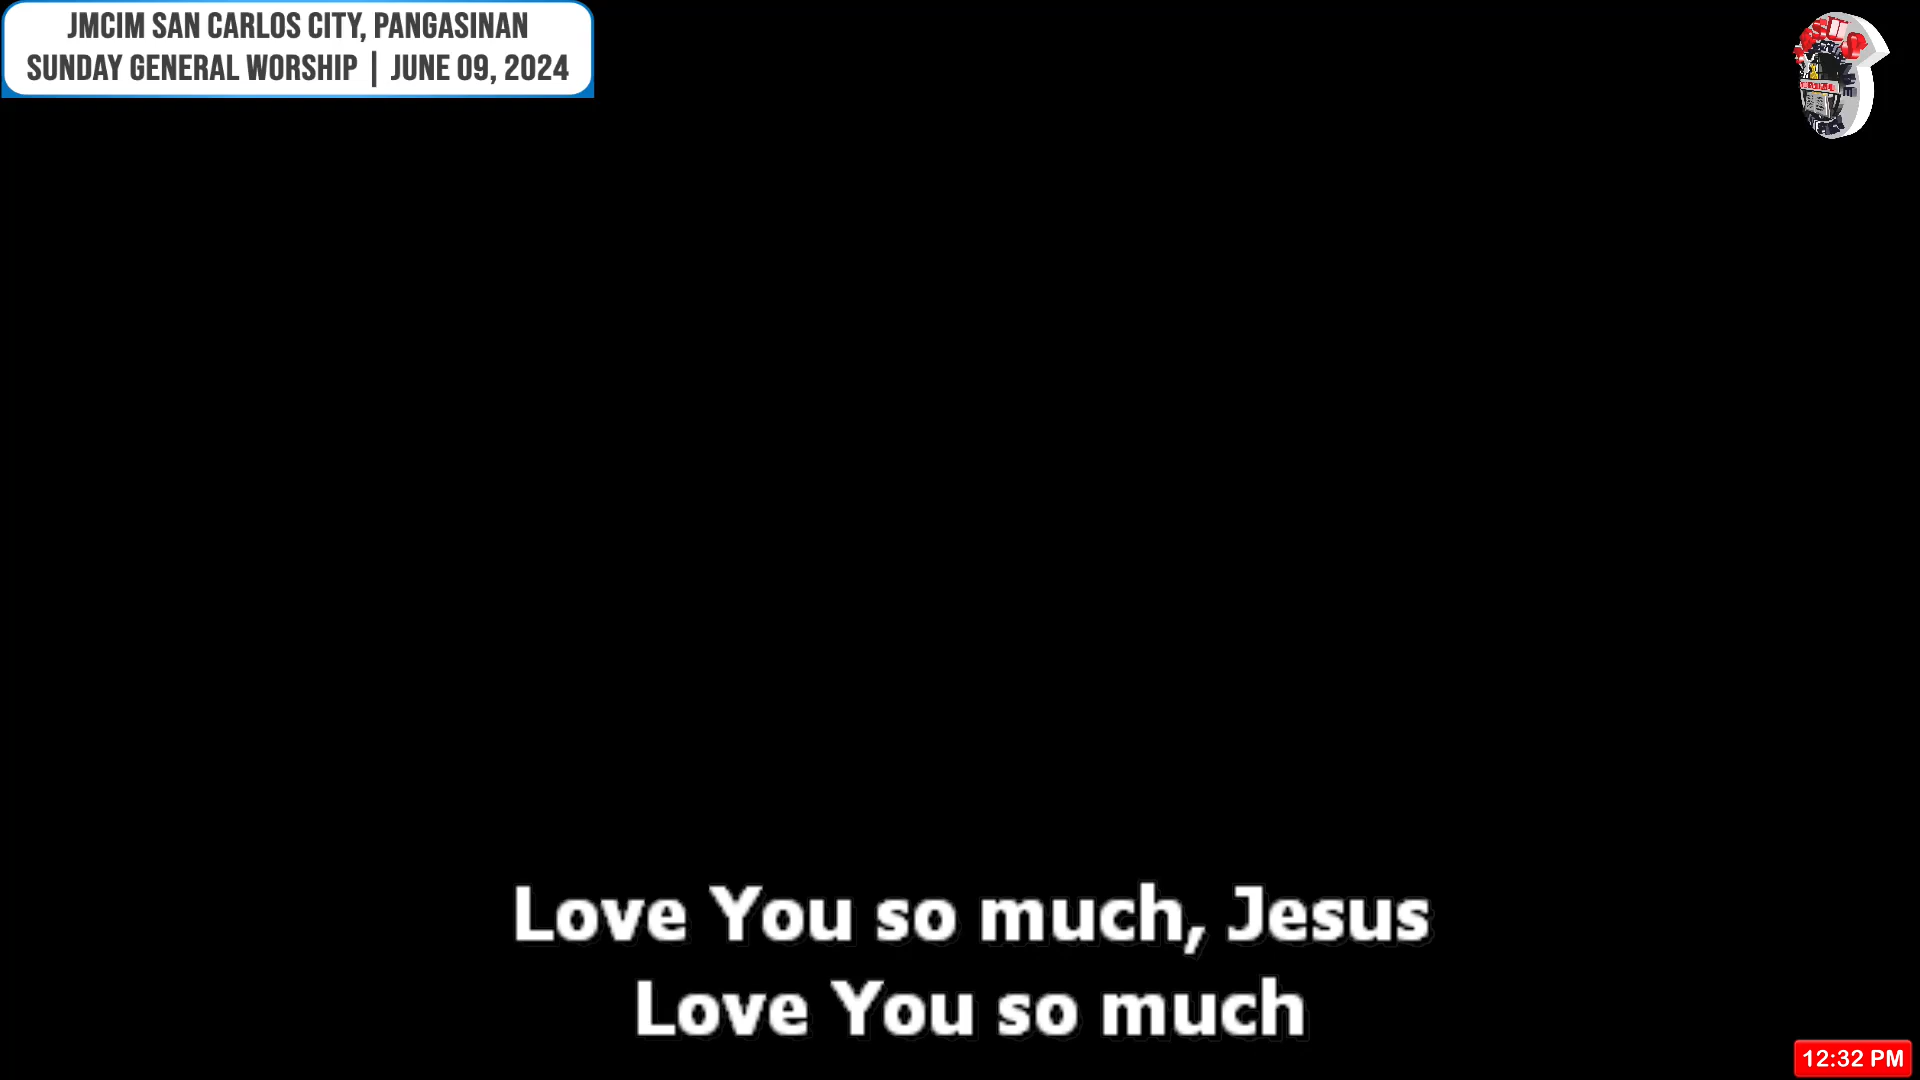 JMCIM SAN CARLOS CITY, PANGASINAN
SUNDAY GENERAL WORSHIP | JUNE 09, 2024
Love You so much, Jesus
Love You so much
12:32 PM